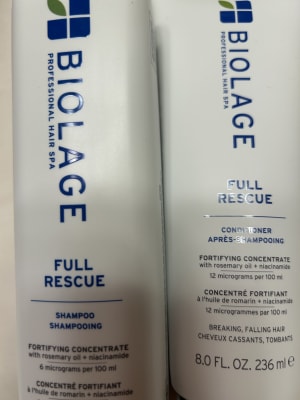 BIOLAGE
PROFESSIONAL HAIR SPA
FULL
RESCUE
SHAMPOO
SHAMPOOING
FORTIFYING CONCENTRATE
with rosemary oil + niacinamide
6 micrograms per 100 ml
CONCENTRÉ FORTIFIANT
à l'huile de romarin + niacinamide
BIOLAGE
PROFESSIONAL HAIR SPA
FULL
RESCUE
CONDITIONER
APRÈS-SHAMPOOING
FORTIFYING CONCENTRATE
with rosemary oil + niacinamide
12 micrograms per 100 ml
CONCENTRÉ FORTIFIANT
à l'huile de romarin + niacinamide
12 microgrammes per 100 ml
BREAKING, FALLING HAIR
CHEVEUX CASSANTS, TOMBANTS
8.0 FL. OZ. 236 ml e